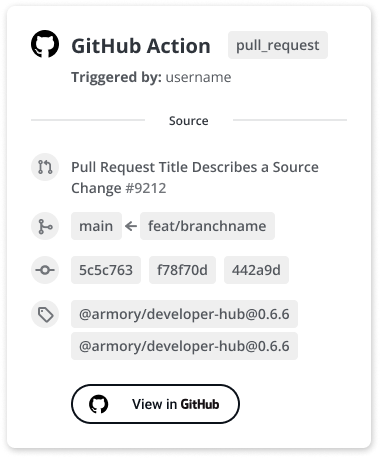 GitHub Action pull_request
Triggered by: username
Source
Pull Request Title Describes a Source
Change #9212
main ← feat/branchname
5c5c763 f78f70d 442a9d
@armory/developer-hub@0.6.6
@armory/developer-hub@0.6.6
View in GitHub